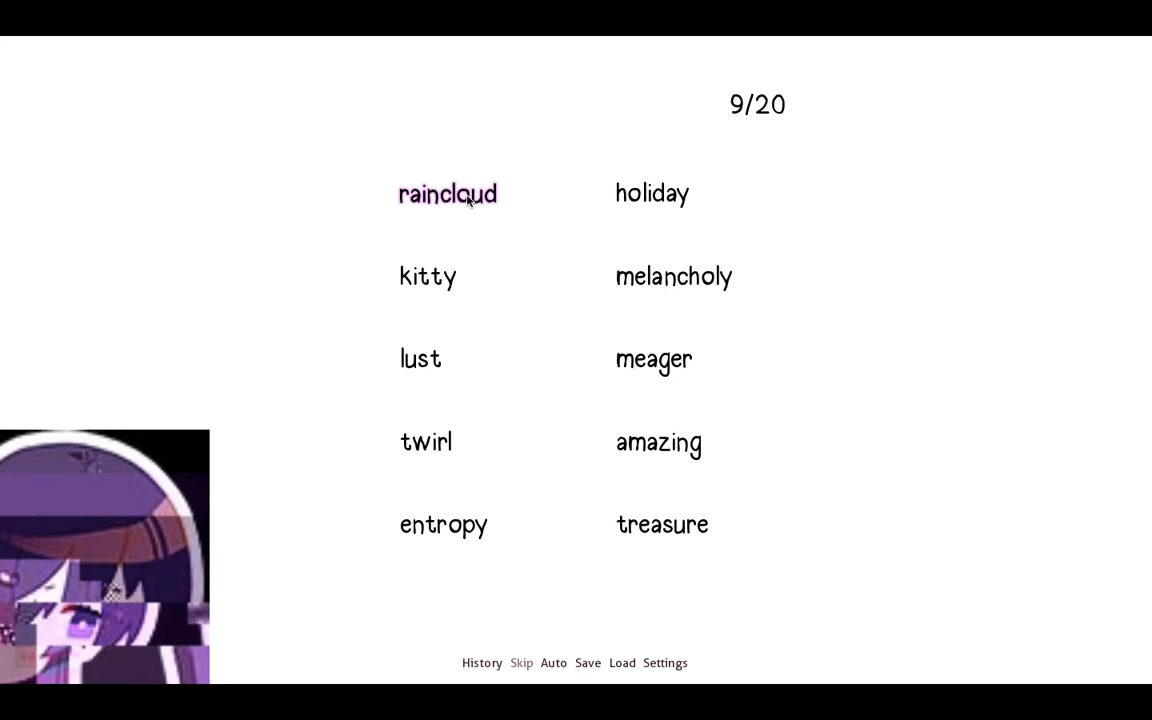 9/20
raincloud holiday
kitty melancholy
lust meager
twirl amazing
entropy treasure
History Skip Auto Save Load Settings